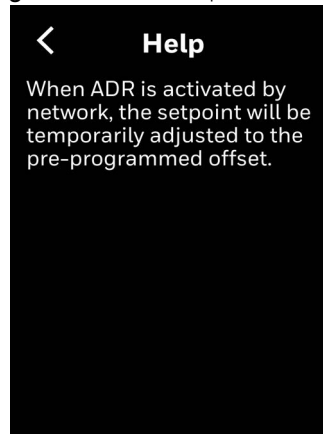 Help
When ADR is activated by
network, the setpoint will be
temporarily adjusted to the
pre-programmed offset.